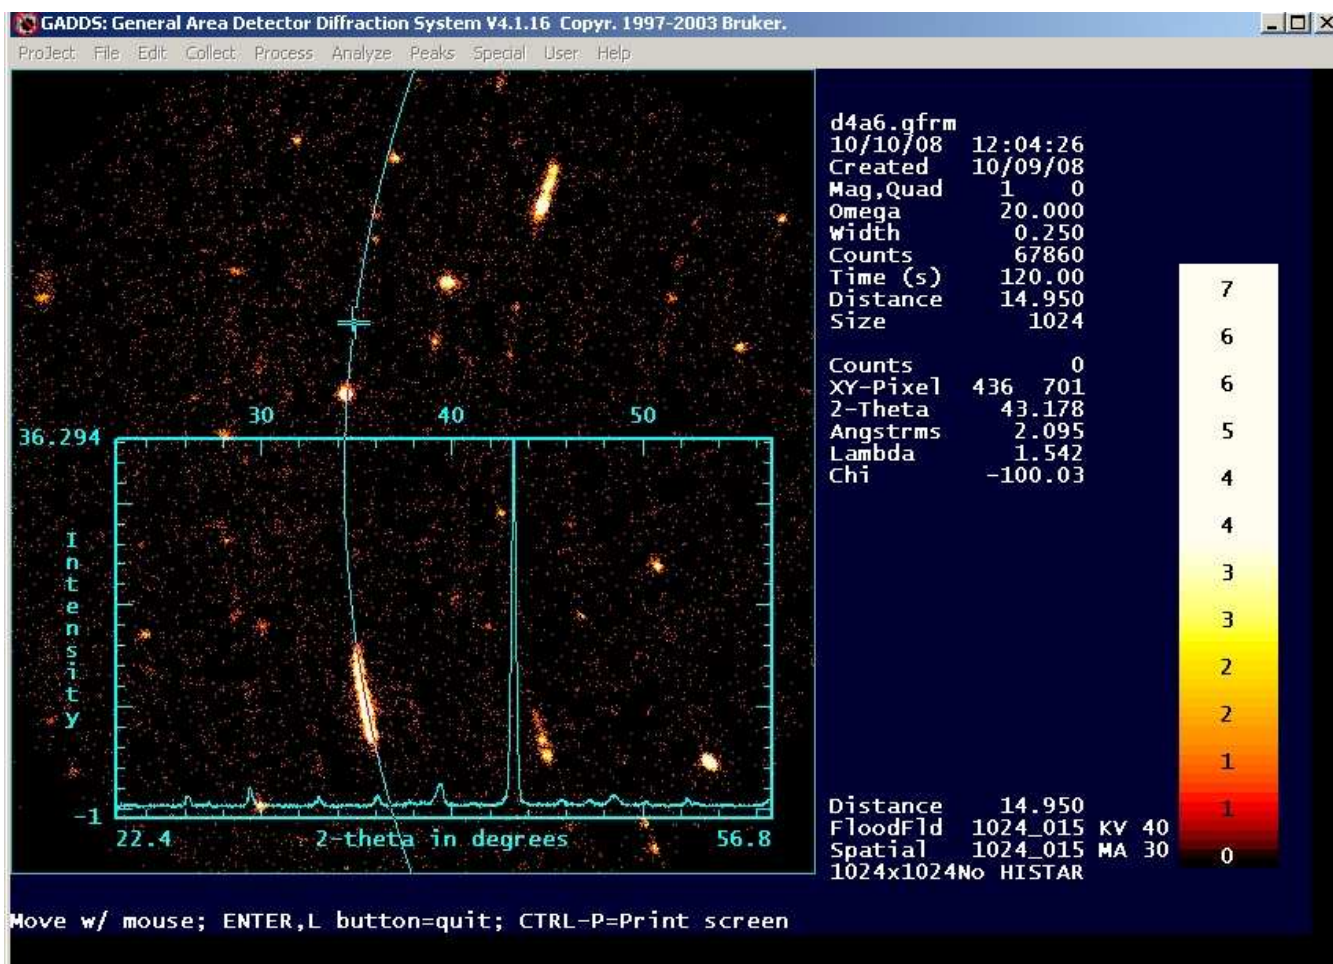 GADDS: General Area Detector Diffraction System V4.1.16 Copyr. 1997-2003 Bruker.
ProJect File Edit Collect Process Analyze Peaks Special User Help
d4a6.gfrm
10/10/08 12:04:26
Created 10/09/08
Mag,Quad 1 0
Omega 20.000
Width 0.250
Counts 67860
Time (s) 120.00
Distance 14.950
Size 1024
Counts 0
XY-Pixel 436 701
2-Theta 43.178
Angstrms 2.095
Lambda 1.542
Chi -100.03
7
6
6
5
4
4
3
3
2
2
1
1
0
30 40 50
36.294
Intensity
-1
22.4 2-theta in degrees 56.8
Distance 14.950
FloodFld 1024_015 KV 40
Spatial 1024_015 MA 30
1024x1024No HISTAR
Move w/ mouse; ENTER,L button=quit; CTRL-P=Print screen